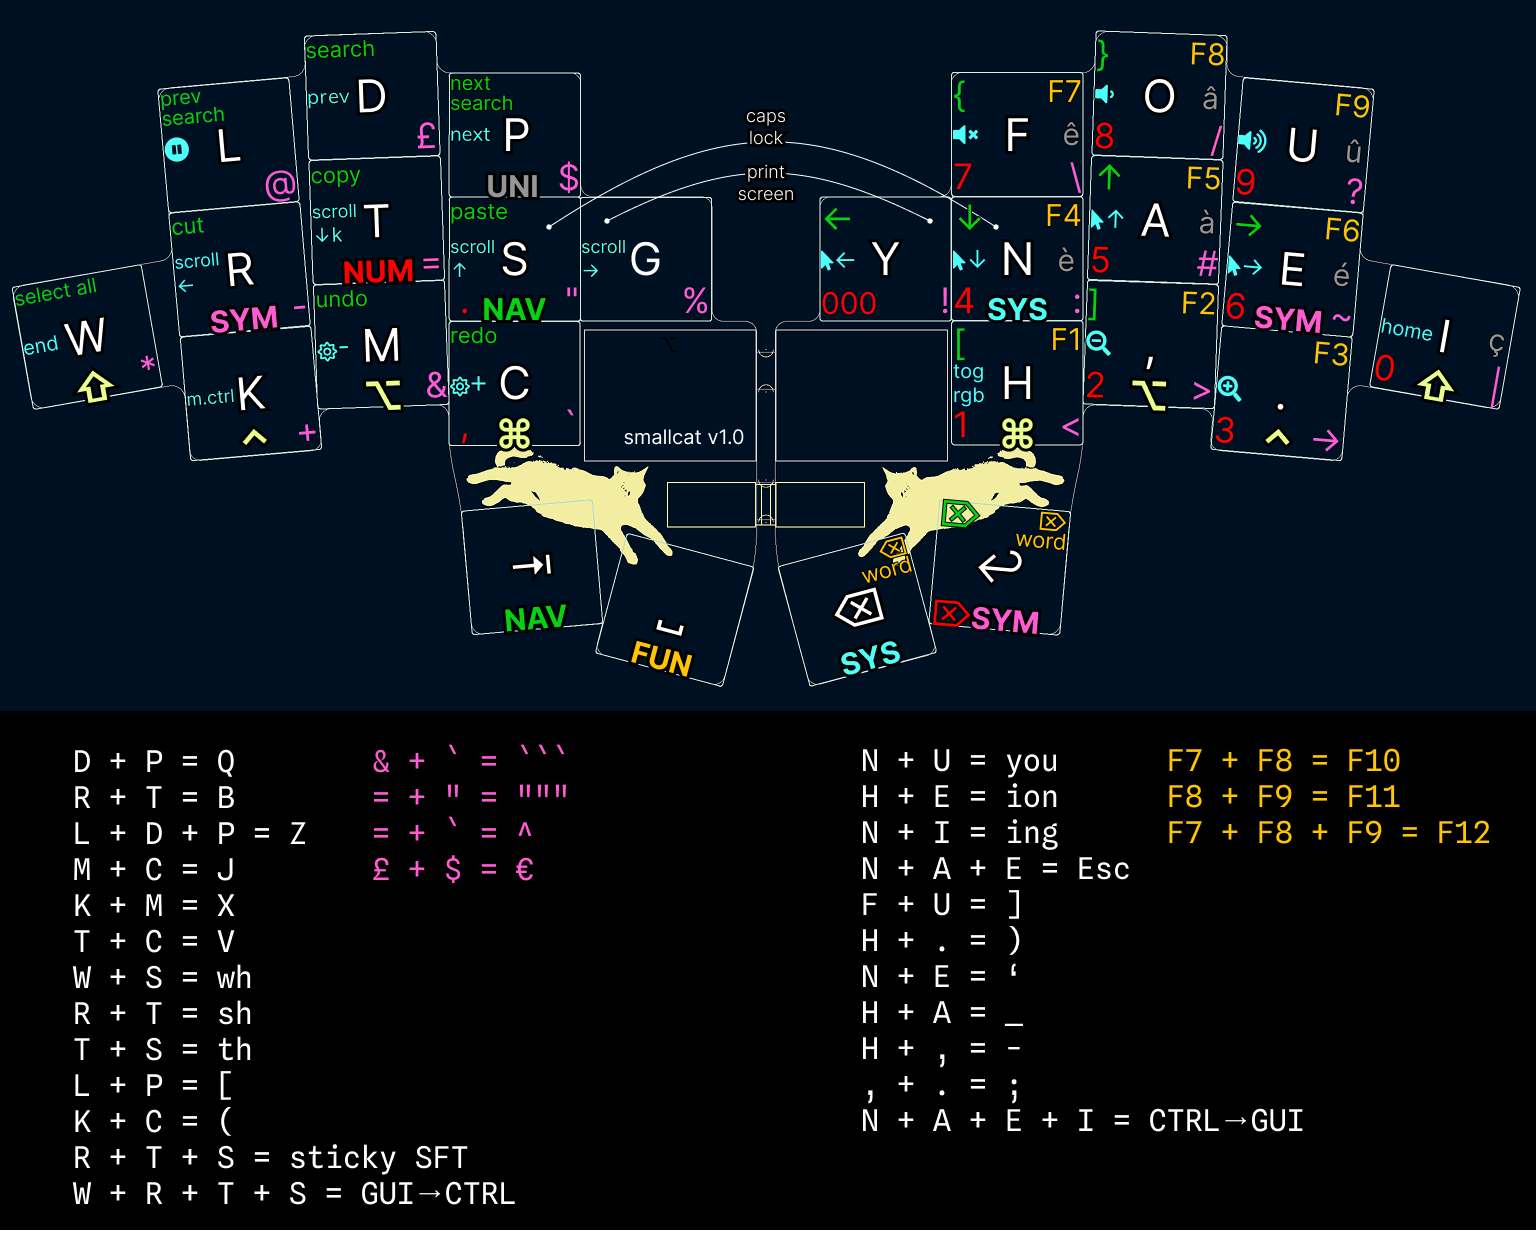 search
prev D
£
prev
search
L
@
next
search
next P
UNI $
caps
lock
print
screen
{ F7
F ê
7 \
} F8
O â
8 /
F9
U û
9 ?
copy
scroll
↓k T
NUM =
cut
scroll
← R
SYM -
paste
scroll
↑ S
. NAV "
scroll
→ G
%
←
← Y
000 !
↓ F4
↓ N è
4 SYS :
↑ F5
↑ A à
5 #
→ F6
→ E é
6 SYM ~
select all
end W
*
⇧
undo
- M
⌥ &
m.ctrl K
^ +
redo
+ C
, ⌘ `
smallcat v1.0
[ F1
tog
rgb H
1 ⌘ <
] F2
,
2 ⌥ >
F3
.
3 ^ →
home I ç
0 ⇧ |
⇥
NAV
␣
FUN
⌫
word
⌫
SYS
⌦ ⌦
word
↩
⌦ SYM
D + P = Q
R + T = B
L + D + P = Z
M + C = J
K + M = X
T + C = V
W + S = wh
R + T = sh
T + S = th
L + P = [
K + C = (
R + T + S = sticky SFT
W + R + T + S = GUI→CTRL
& + ` = ```
= + " = """
= + ` = ^
£ + $ = €
N + U = you
H + E = ion
N + I = ing
N + A + E = Esc
F + U = ]
H + . = )
N + E = ‘
H + A = _
H + , = -
, + . = ;
N + A + E + I = CTRL→GUI
F7 + F8 = F10
F8 + F9 = F11
F7 + F8 + F9 = F12